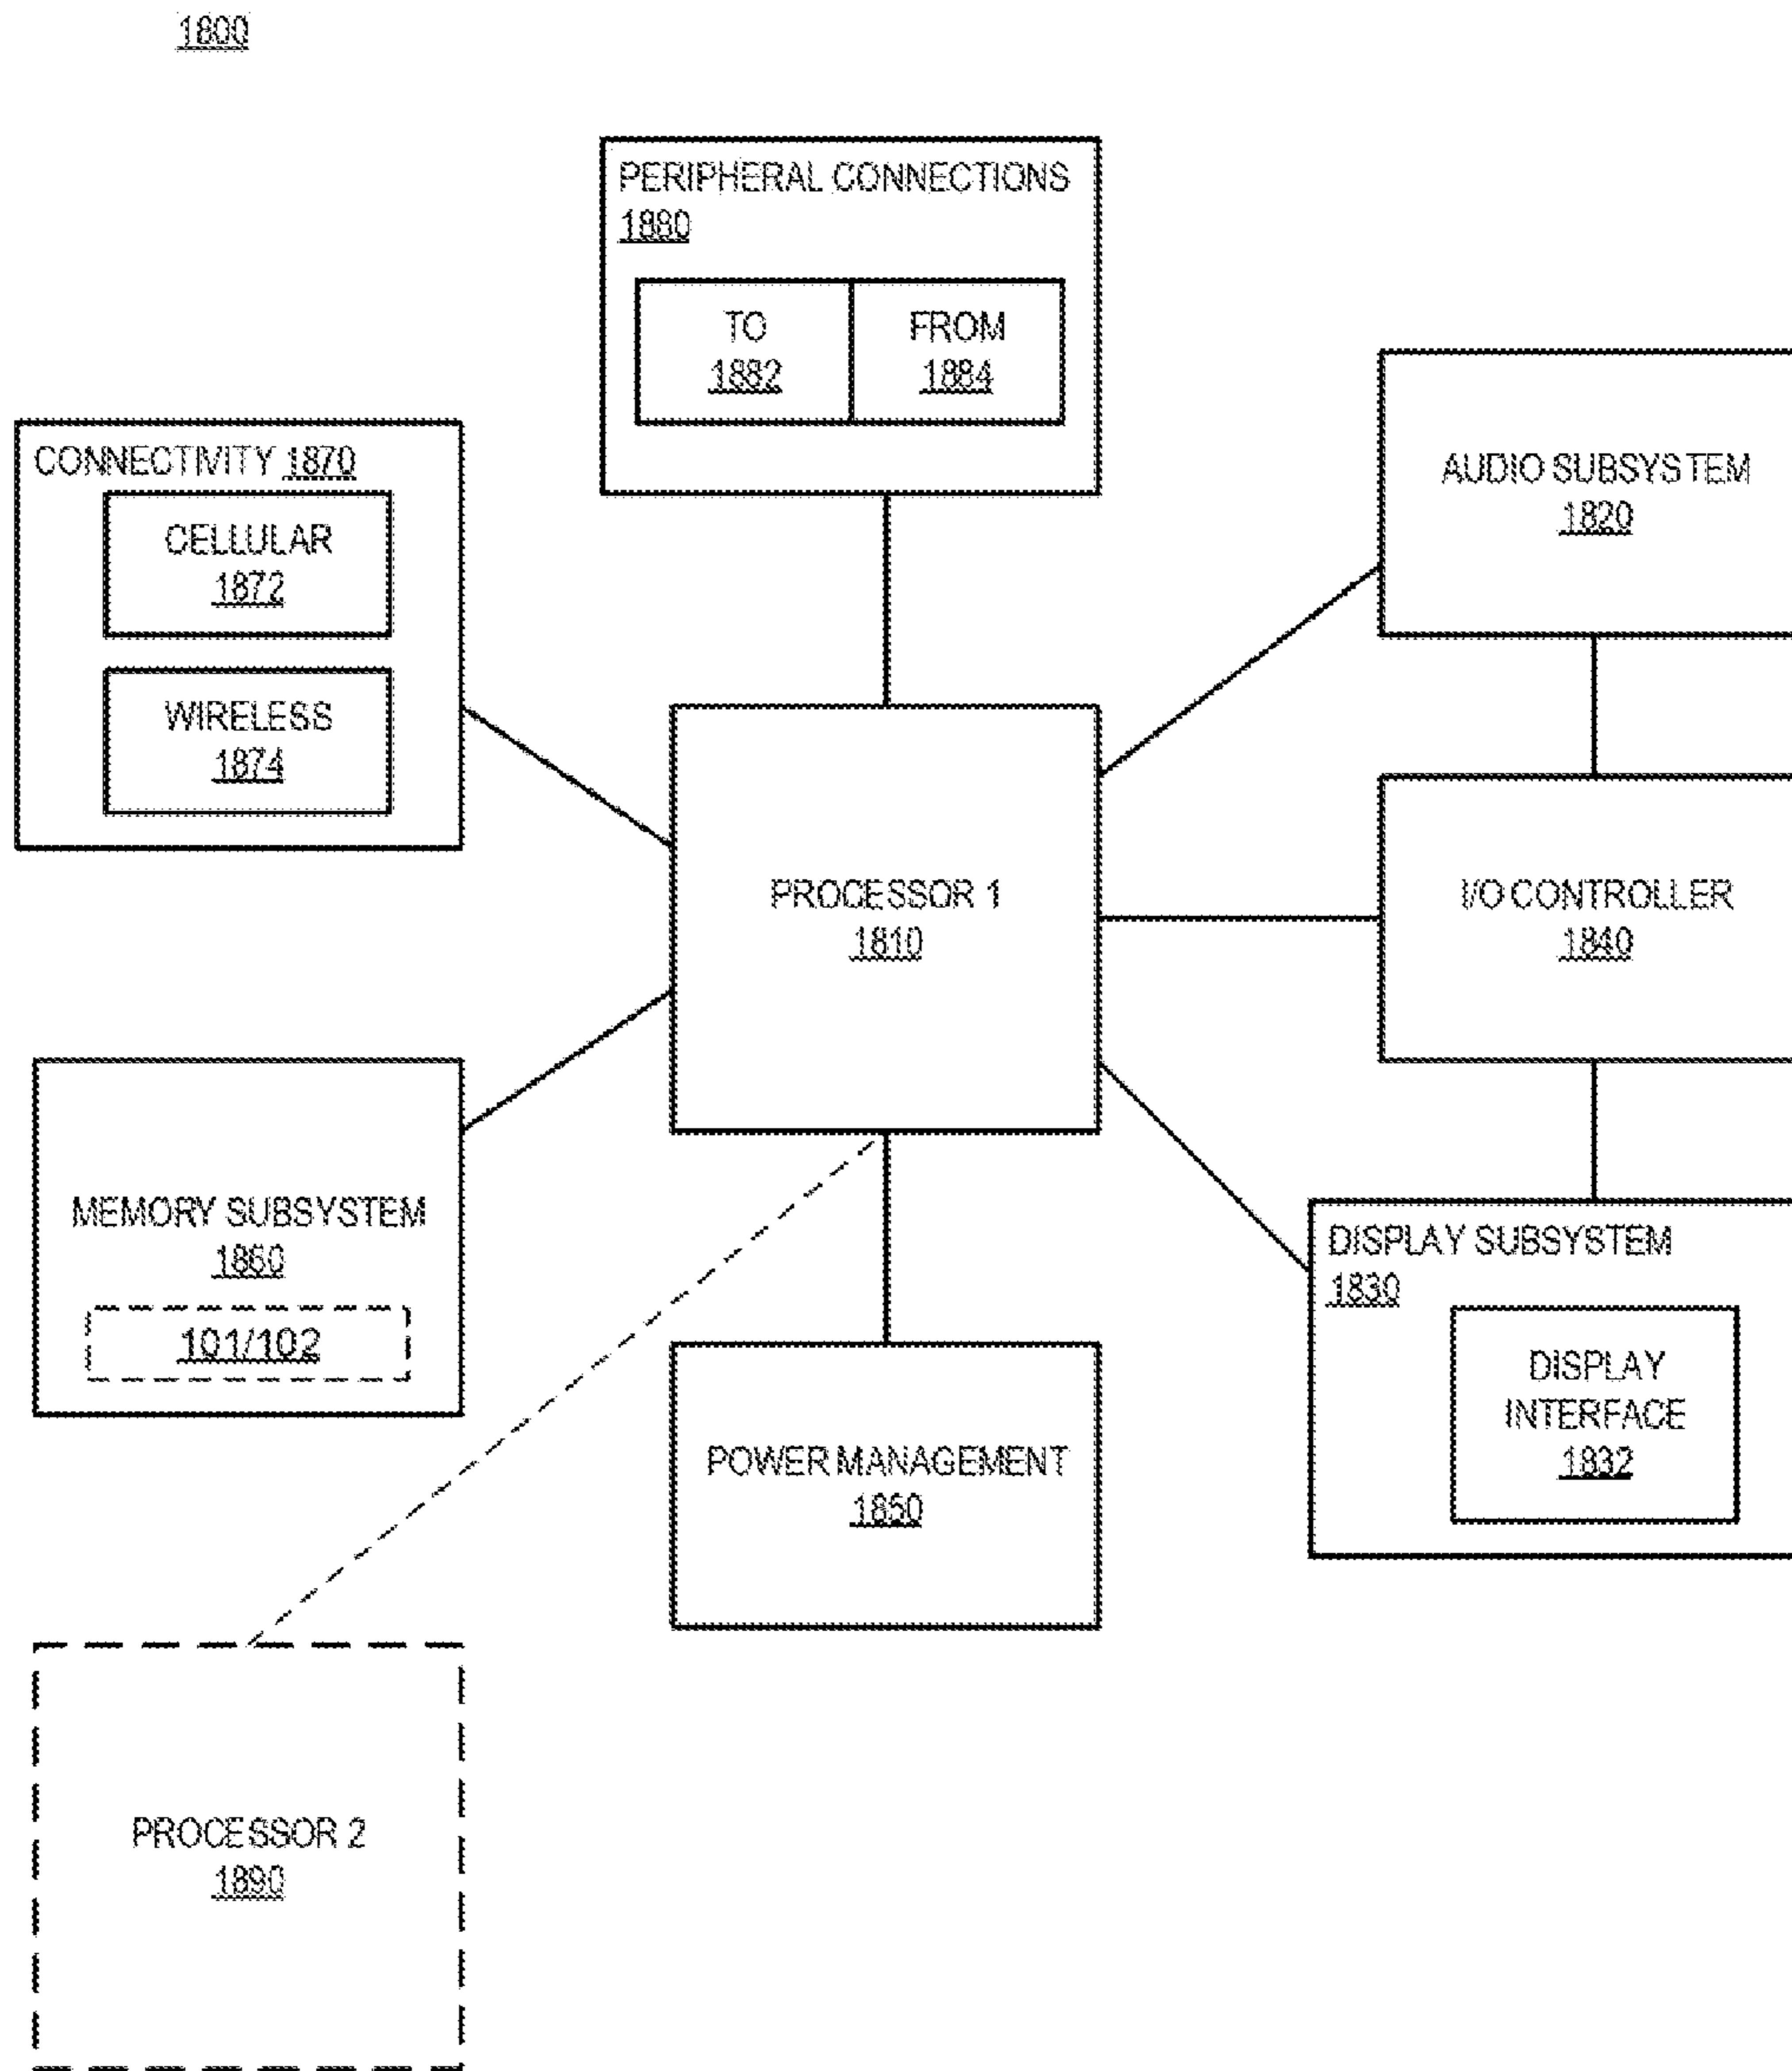 1800
PERIPHERAL CONNECTIONS
1880
TO
1882
FROM
1884
CONNECTIVITY 1870
CELLULAR
1872
WIRELESS
1874
AUDIO SUBSYSTEM
1820
PROCESSOR 1
1810
I/O CONTROLLER
1840
MEMORY SUBSYSTEM
1860
101/102
POWER MANAGEMENT
1850
DISPLAY SUBSYSTEM
1830
DISPLAY
INTERFACE
1832
PROCESSOR 2
1890